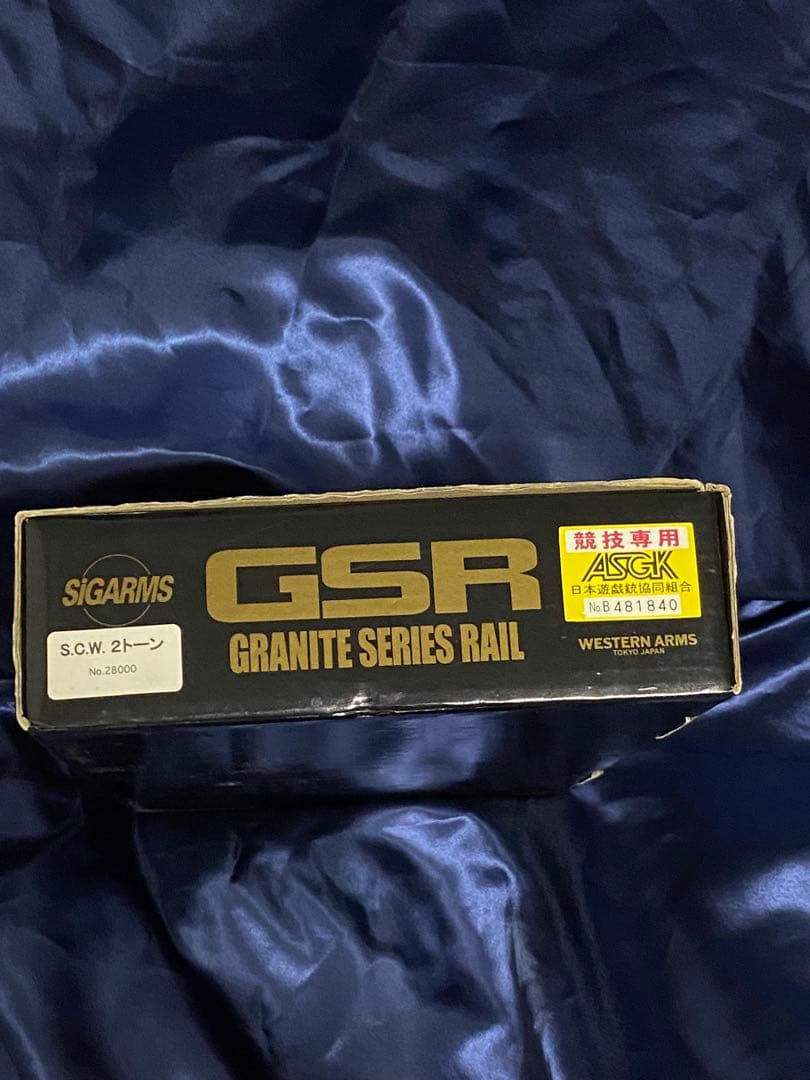 SIGARMS
GSR
GRANITE SERIES RAIL
S.C.W. 2トーン
No.28000
競技専用
ASGK
日本遊戯銃協同組合
No.B 481840
WESTERN ARMS
TOKYO JAPAN